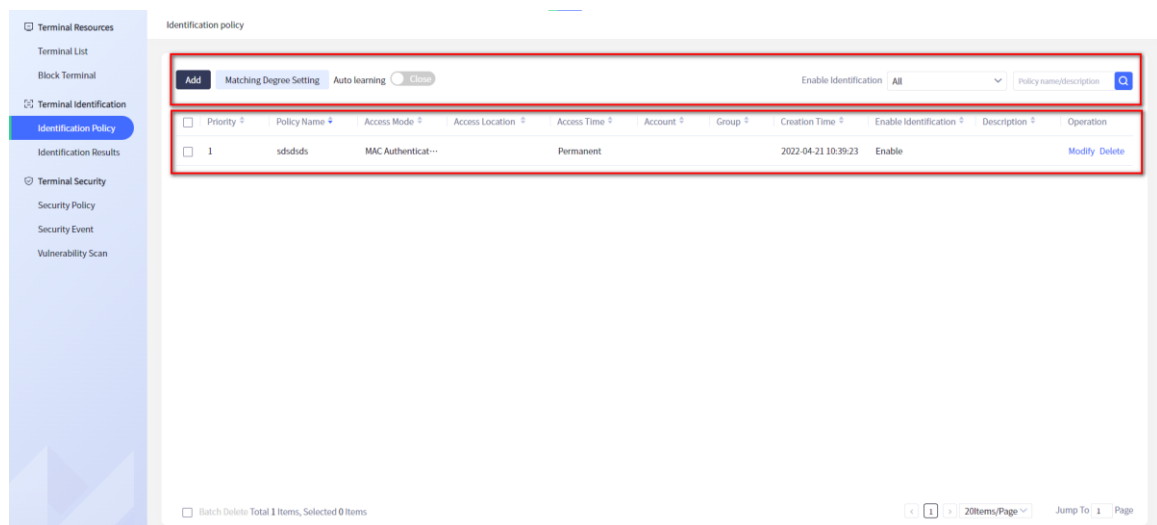 Terminal Resources
Terminal List
Block Terminal
Terminal Identification
Identification Policy
Identification Results
Terminal Security
Security Policy
Security Event
Vulnerability Scan
Identification policy
Add Matching Degree Setting Auto learning Close Enable Identification All Policy name/description
Priority Policy Name Access Mode Access Location Access Time Account Group Creation Time Enable Identification Description Operation
1 sdsdsds MAC Authenticat··· Permanent 2022-04-21 10:39:23 Enable Modify Delete
Batch Delete Total 1 Items, Selected 0 Items < 1 > 20Items/Page Jump To 1 Page